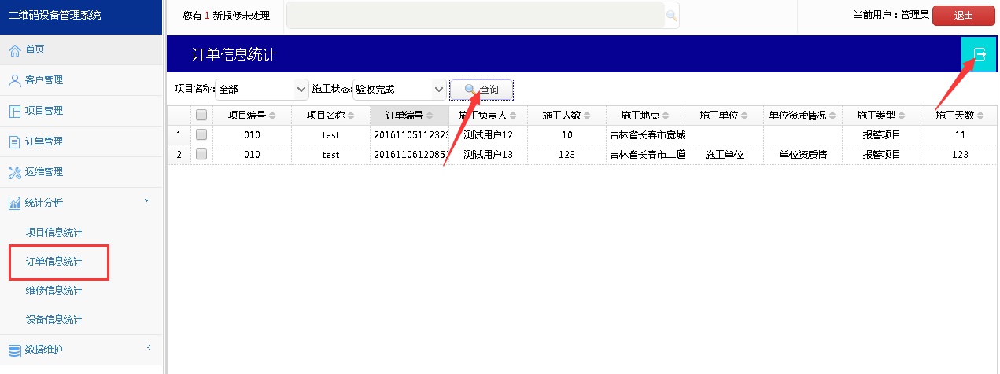 二维码设备管理系统
您有 1 新报修未处理
当前用户：管理员
退出
首页
客户管理
项目管理
订单管理
运维管理
统计分析
项目信息统计
订单信息统计
维修信息统计
设备信息统计
数据维护
订单信息统计
项目名称: 全部 施工状态: 验收完成 查询
项目编号 项目名称 订单编号 施工负责人 施工人数 施工地点 施工单位 单位资质情况 施工类型 施工天数
1 010 test 20161105112323 测试用户12 10 吉林省长春市宽城 报警项目 11
2 010 test 2016110612085 测试用户13 123 吉林省长春市二道 施工单位 单位资质情 报警项目 123